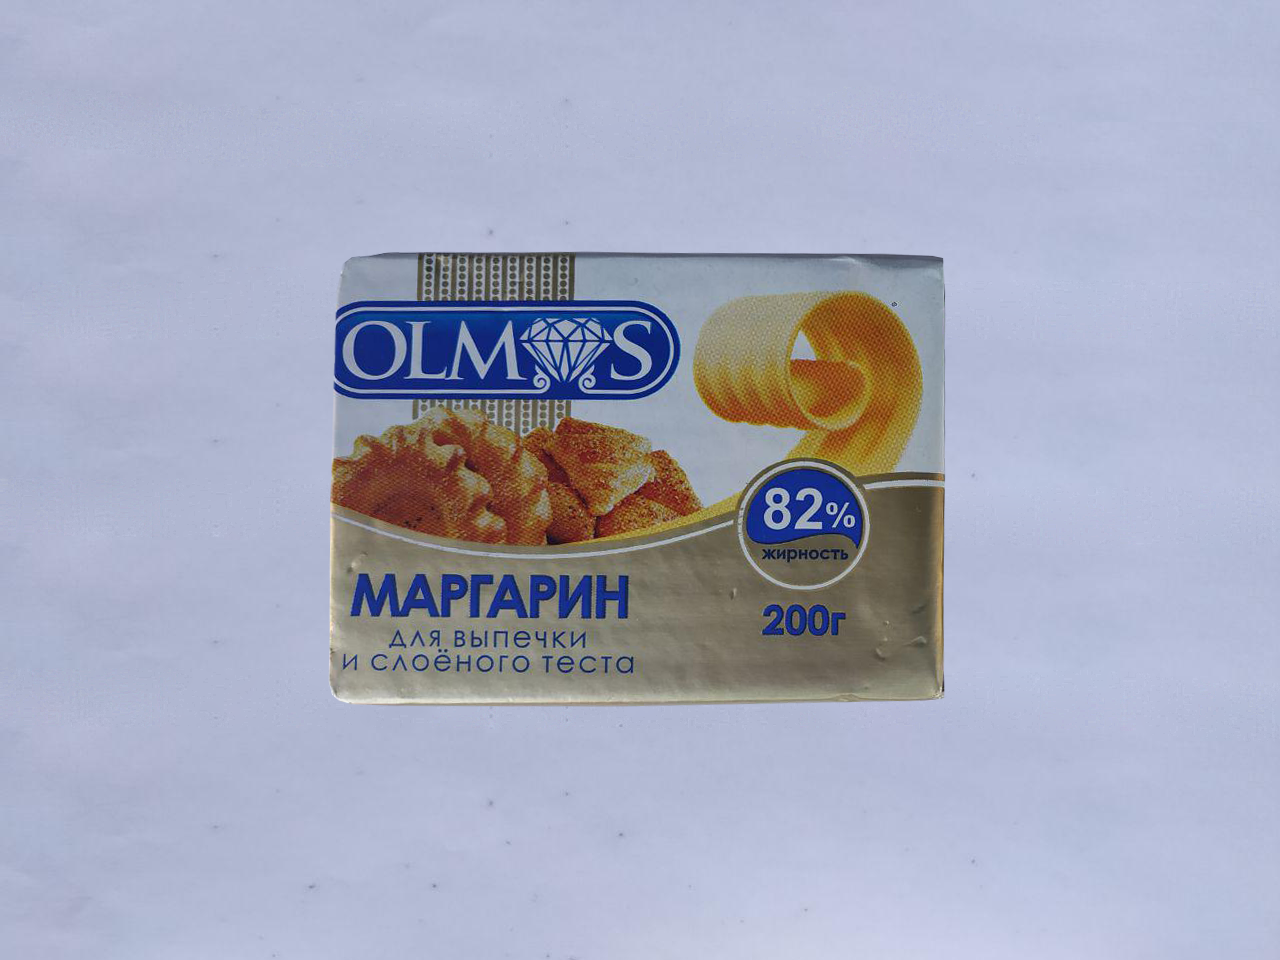 OLMOS
82%
жирность
МАРГАРИН
для выпечки
и слоёного теста
200г